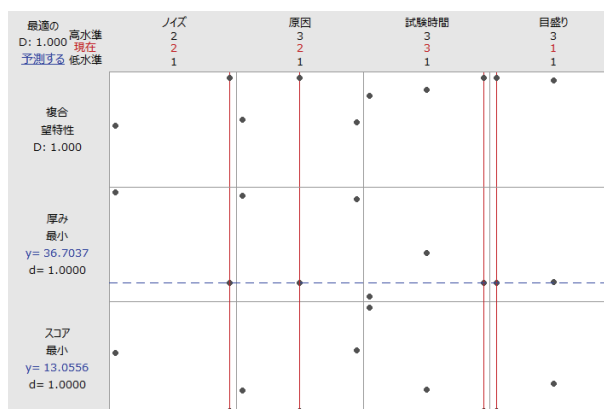 最適の ノイズ 原因 試験時間 目盛り
D: 1.000 高水準 2 3 3 3
現在 2 2 3 1
予測する 低水準 1 1 1 1
複合
望特性
D: 1.000
厚み
最小
y= 36.7037
d= 1.0000
スコア
最小
y= 13.0556
d= 1.0000